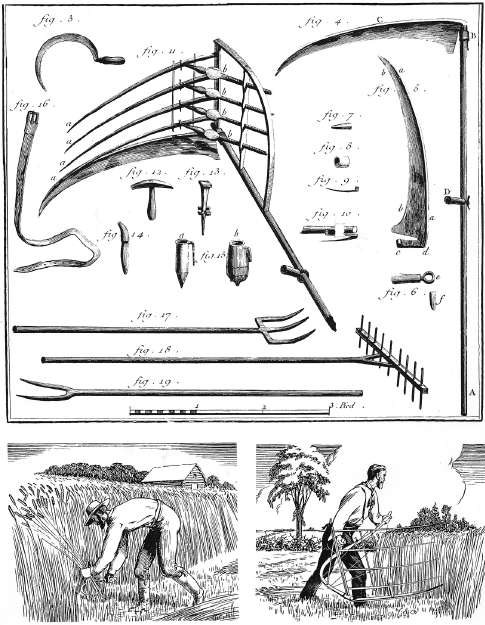 fig. 3.
fig. 4.
C
B
fig. 11.
b
b
b
b
a
a
a
a
b
a
fig. 5.
b
a
c
d
fig. 16.
fig. 7.
fig. 8.
fig. 9.
fig. 10.
D
fig. 12.
fig. 13.
fig. 14.
a
b
fig. 15
e
fig. 6.
f
fig. 17.
fig. 18.
fig. 19.
1
2
3. Pied.
A